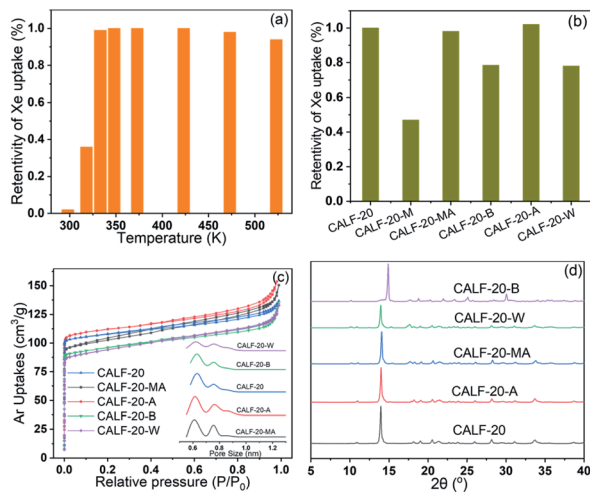 (a)
Retentivity of Xe uptake (%)
1.0
0.8
0.6
0.4
0.2
0.0
300 350 400 450 500
Temperature (K)
(b)
Retentivity of Xe uptake (%)
1.0
0.8
0.6
0.4
0.2
0.0
CALF-20
CALF-20-M
CALF-20-MA
CALF-20-B
CALF-20-A
CALF-20-W
(c)
Ar Uptakes (cm³/g)
150
125
100
75
50
25
0
CALF-20
CALF-20-MA
CALF-20-A
CALF-20-B
CALF-20-W
CALF-20-W
CALF-20-B
CALF-20
CALF-20-A
CALF-20-MA
0.6 0.8 1.0 1.2
Pore Size (nm)
0.0 0.2 0.4 0.6 0.8 1.0
Relative pressure (P/P₀)
(d)
CALF-20-B
CALF-20-W
CALF-20-MA
CALF-20-A
CALF-20
5 10 15 20 25 30 35 40
2θ (°)